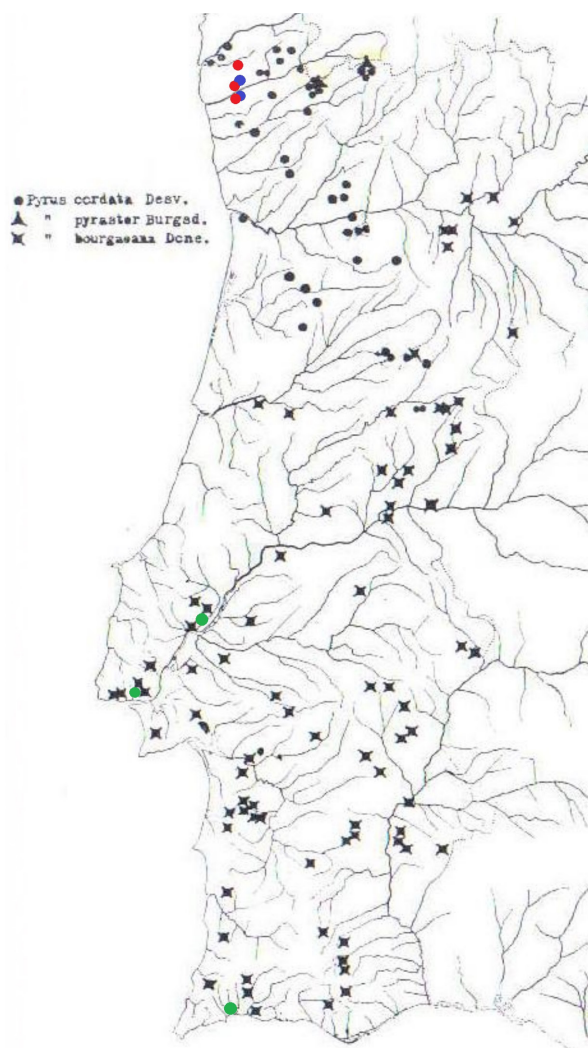 Pyrus cordata Desv.
" pyraster Burgsd.
" bourgaeana Dcne.